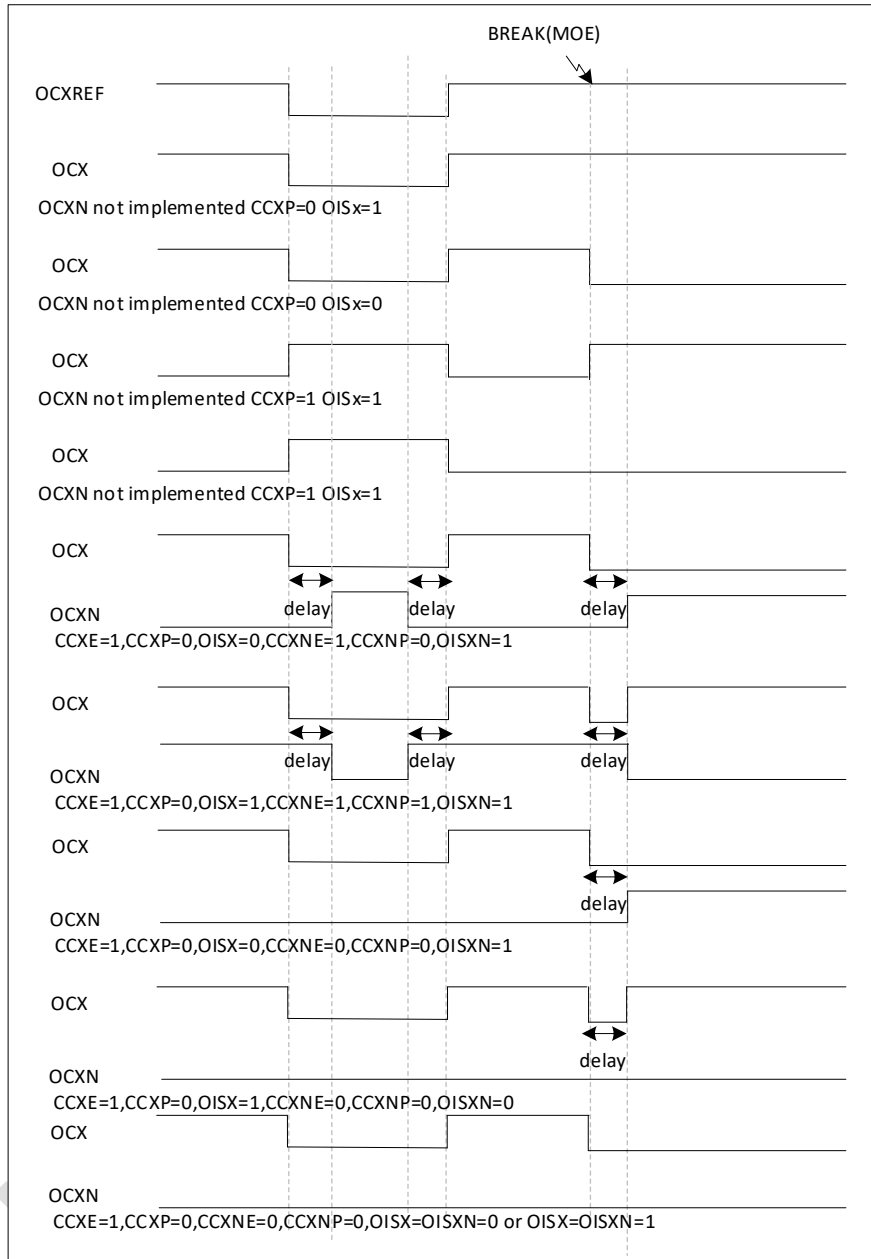 BREAK(MOE)
OCXREF
OCX
OCXN not implemented CCXP=0 OISx=1
OCX
OCXN not implemented CCXP=0 OISx=0
OCX
OCXN not implemented CCXP=1 OISx=1
OCX
OCXN not implemented CCXP=1 OISx=1
OCX
delay delay delay
OCXN
CCXE=1,CCXP=0,OISX=0,CCXNE=1,CCXNP=0,OISXN=1
OCX
delay delay delay
OCXN
CCXE=1,CCXP=0,OISX=1,CCXNE=1,CCXNP=1,OISXN=1
OCX
delay
OCXN
CCXE=1,CCXP=0,OISX=0,CCXNE=0,CCXNP=0,OISXN=1
OCX
delay
OCXN
CCXE=1,CCXP=0,OISX=1,CCXNE=0,CCXNP=0,OISXN=0
OCX
OCXN
CCXE=1,CCXP=0,CCXNE=0,CCXNP=0,OISX=OISXN=0 or OISX=OISXN=1